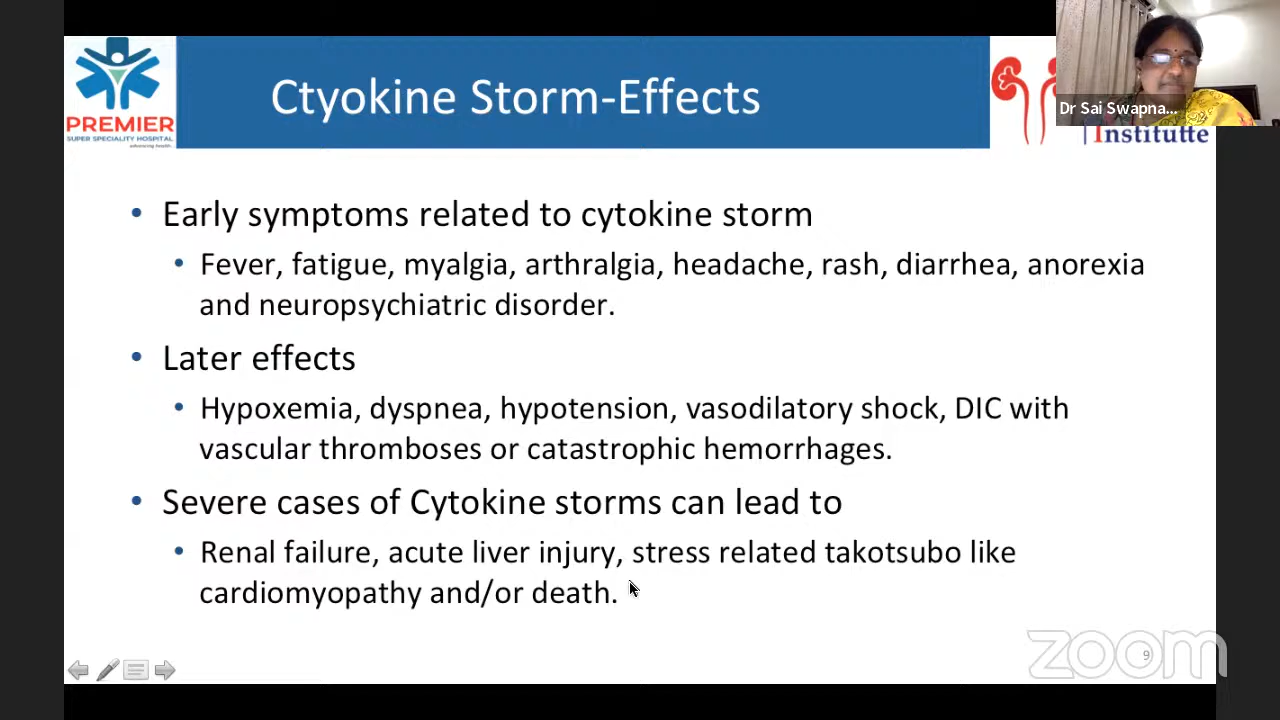 Ctyokine Storm-Effects
PREMIER
SUPER SPECIALITY HOSPITAL
advancing health.
Dr Sai Swapna...
Institutte
• Early symptoms related to cytokine storm
• Fever, fatigue, myalgia, arthralgia, headache, rash, diarrhea, anorexia
and neuropsychiatric disorder.
• Later effects
• Hypoxemia, dyspnea, hypotension, vasodilatory shock, DIC with
vascular thromboses or catastrophic hemorrhages.
• Severe cases of Cytokine storms can lead to
• Renal failure, acute liver injury, stress related takotsubo like
cardiomyopathy and/or death.
zoom
9